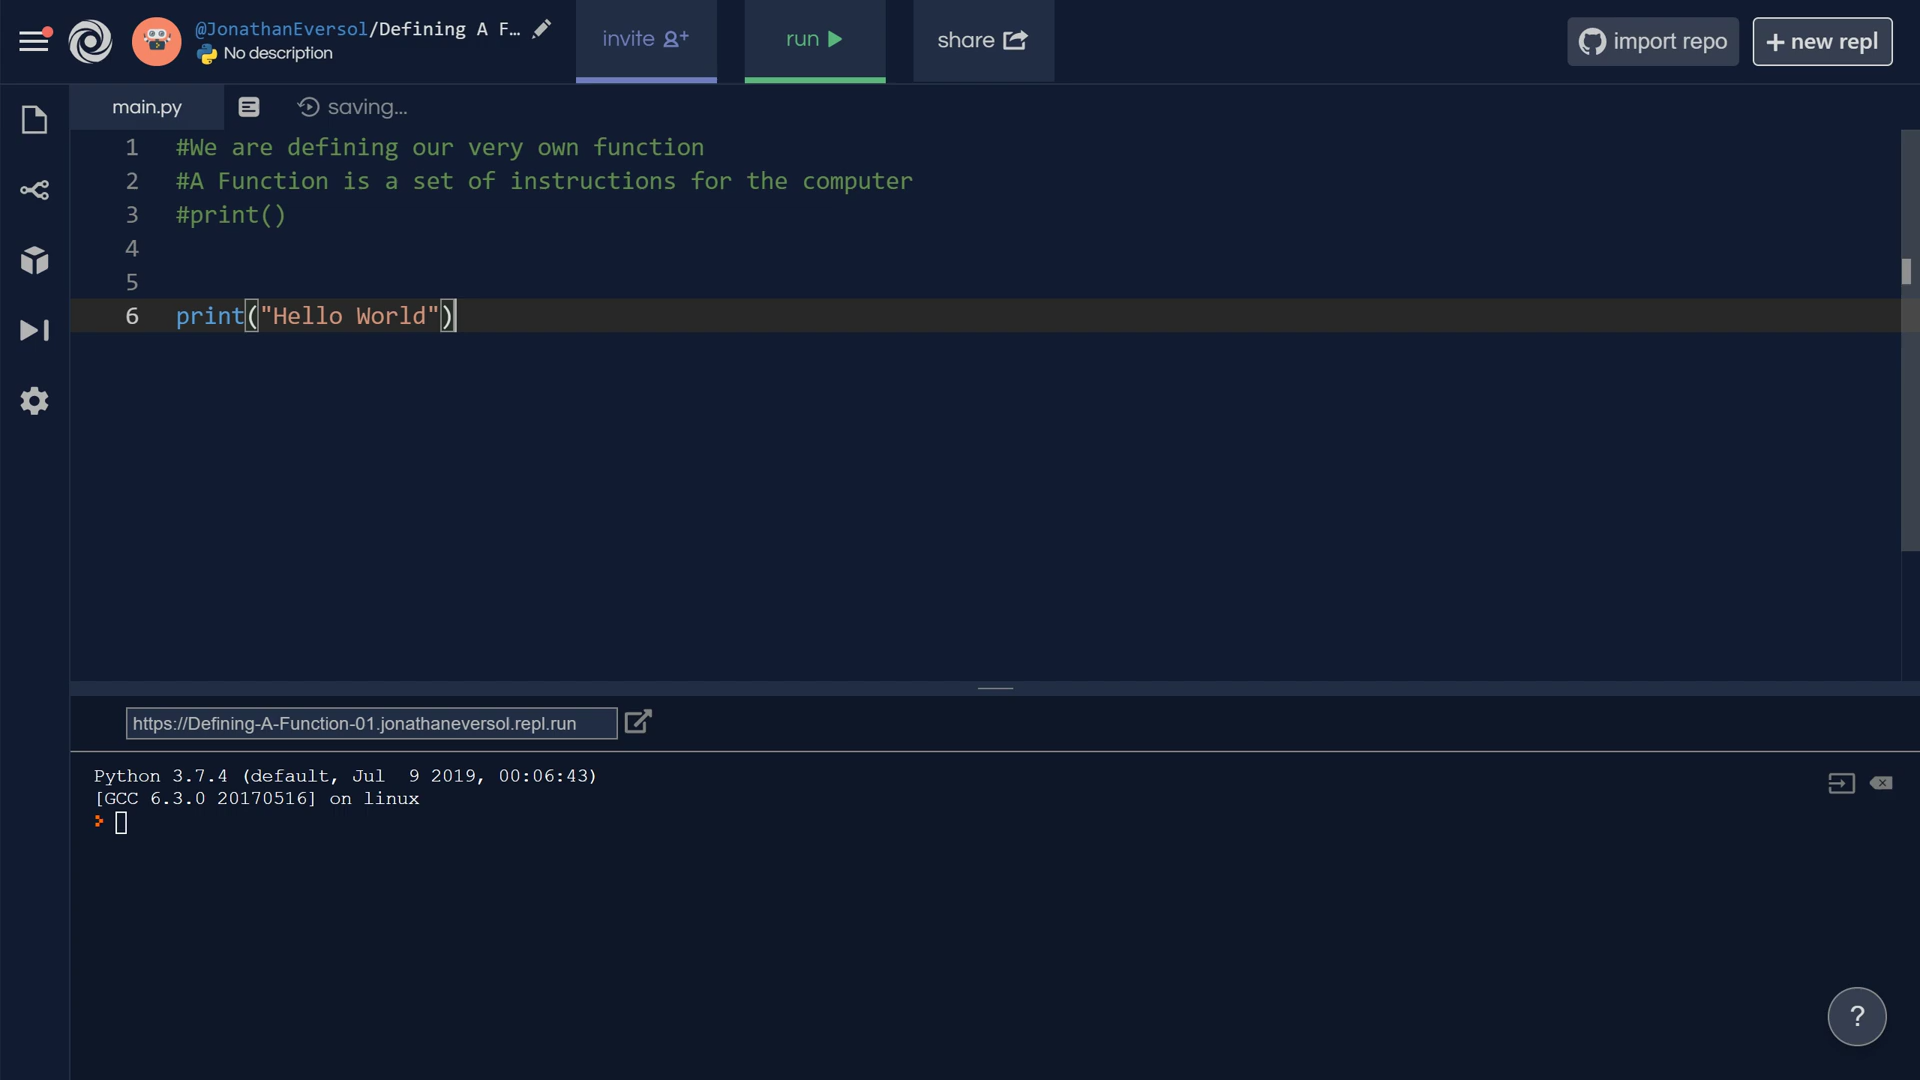 @JonathanEversol/Defining A F...
No description
invite
run
share
import repo
+ new repl
main.py
saving...
1 #We are defining our very own function
2 #A Function is a set of instructions for the computer
3 #print()
4
5
6 print("Hello World")
https://Defining-A-Function-01.jonathaneversol.repl.run
Python 3.7.4 (default, Jul  9 2019, 00:06:43)
[GCC 6.3.0 20170516] on linux
?